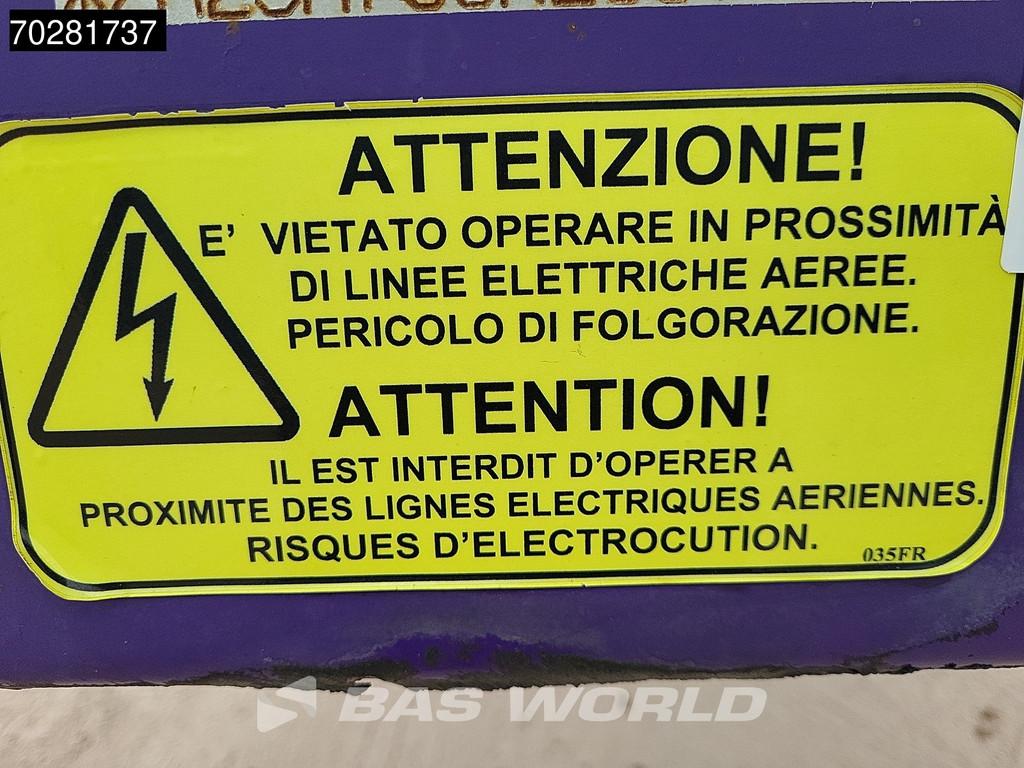 70281737
ATTENZIONE!
E' VIETATO OPERARE IN PROSSIMITÀ
DI LINEE ELETTRICHE AEREE.
PERICOLO DI FOLGORAZIONE.
ATTENTION!
IL EST INTERDIT D'OPERER A
PROXIMITE DES LIGNES ELECTRIQUES AERIENNES.
RISQUES D'ELECTROCUTION.
035FR
BAS WORLD